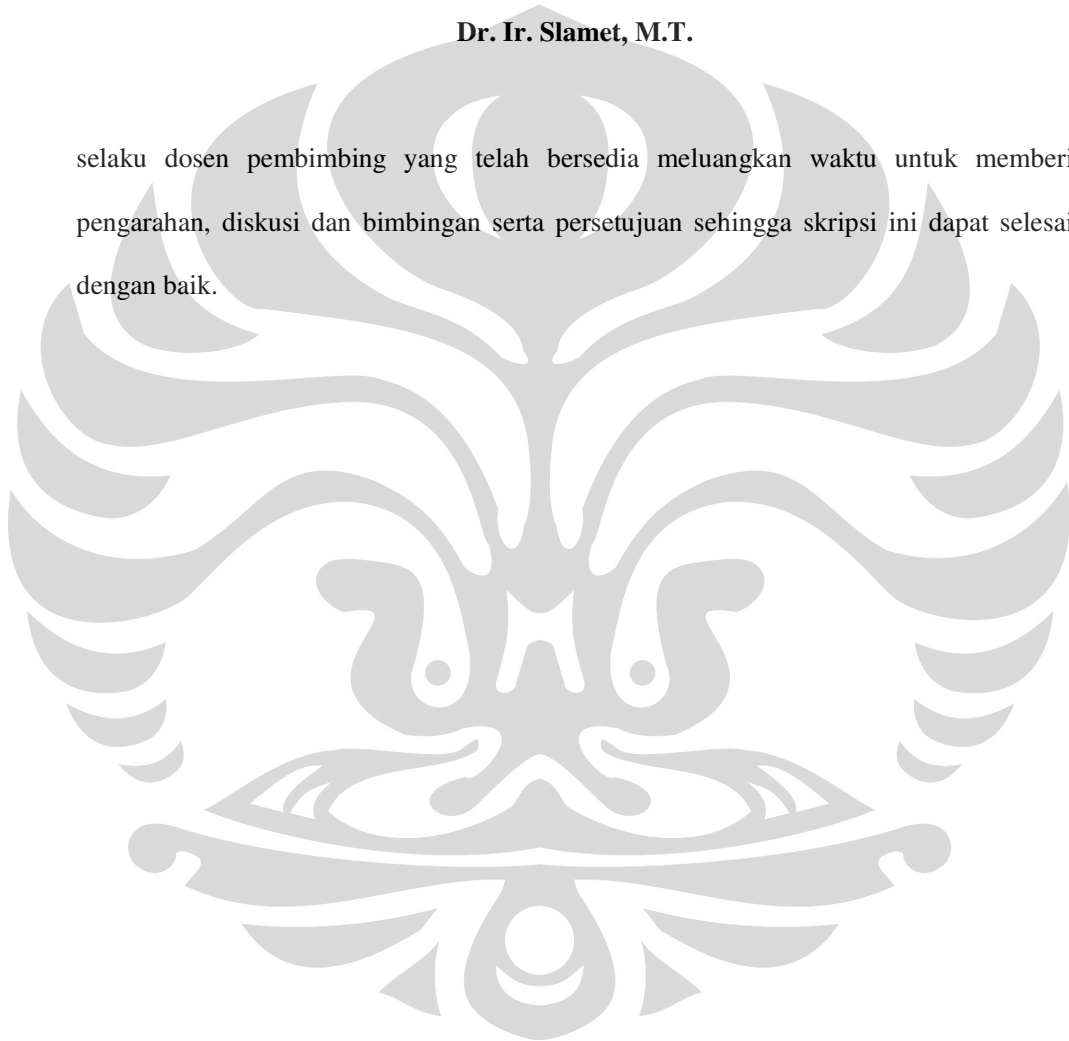 Dr. Ir. Slamet, M.T.
selaku dosen pembimbing yang telah bersedia meluangkan waktu untuk memberi
pengarahan, diskusi dan bimbingan serta persetujuan sehingga skripsi ini dapat selesai
dengan baik.